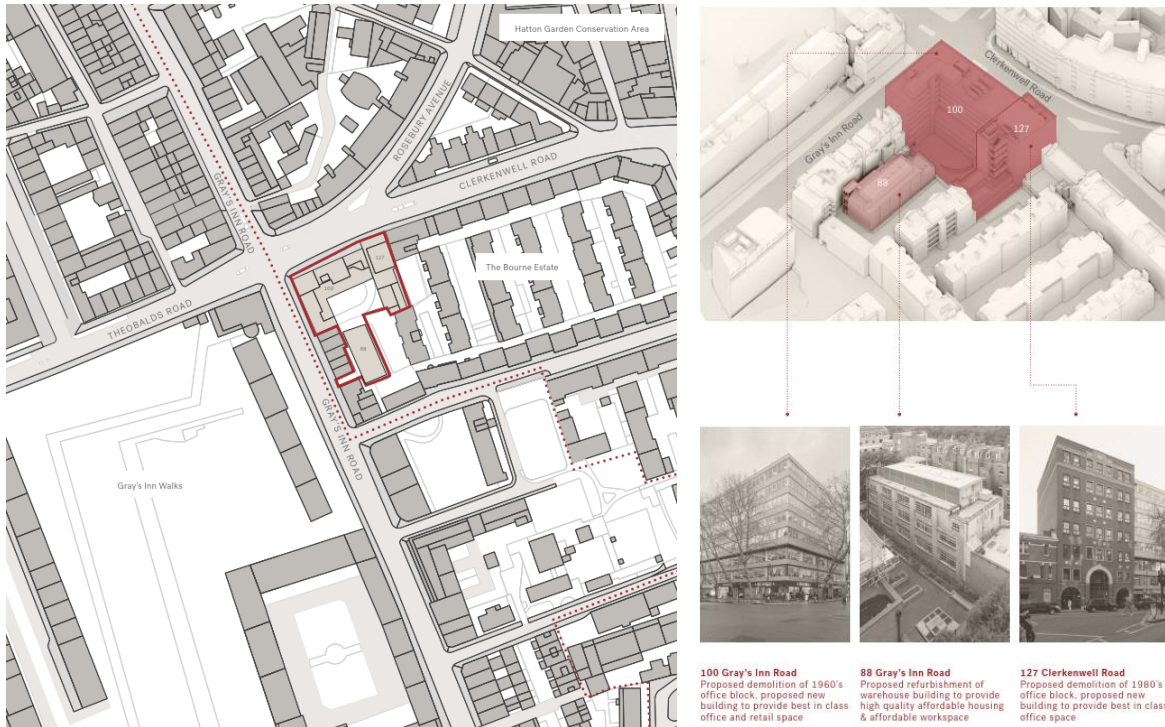 Hatton Garden Conservation Area
ROSEBURY AVENUE
CLERKENWELL ROAD
GRAY'S INN ROAD
The Bourne Estate
127
100
88
THEOBALDS ROAD
GRAY'S INN ROAD
Gray's Inn Walks
Clerkenwell Road
100
127
Gray's Inn Road
88
100 Gray's Inn Road
Proposed demolition of 1960's
office block, proposed new
building to provide best in class
office and retail space
88 Gray's Inn Road
Proposed refurbishment of
warehouse building to provide
high quality affordable housing
& affordable workspace
127 Clerkenwell Road
Proposed demolition of 1980's
office block, proposed new
building to provide best in class
office space